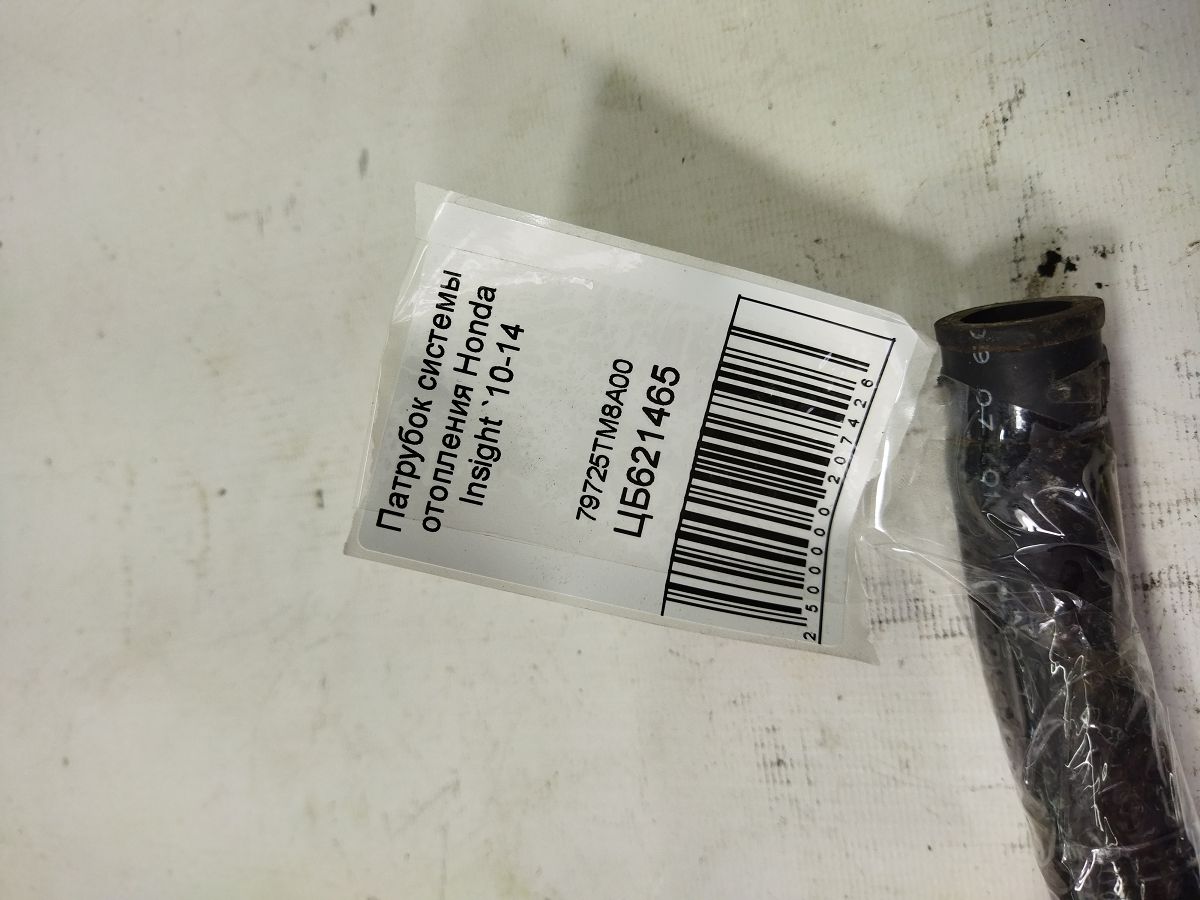 Патрубок системы
отопления Honda
Insight `10-14
79725TM8A00
ЦБ621465
2500000207426